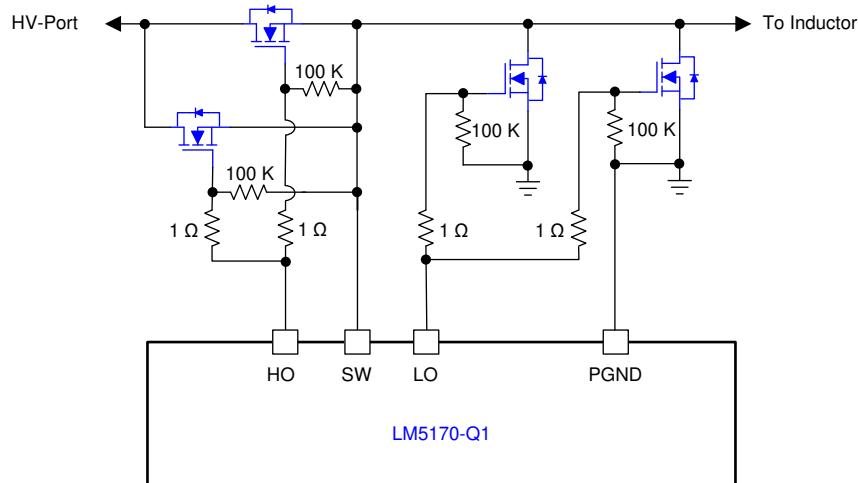 HV-Port
To Inductor
100 K
100 K
100 K
100 K
1 Ω
1 Ω
1 Ω
1 Ω
HO
SW
LO
PGND
LM5170-Q1